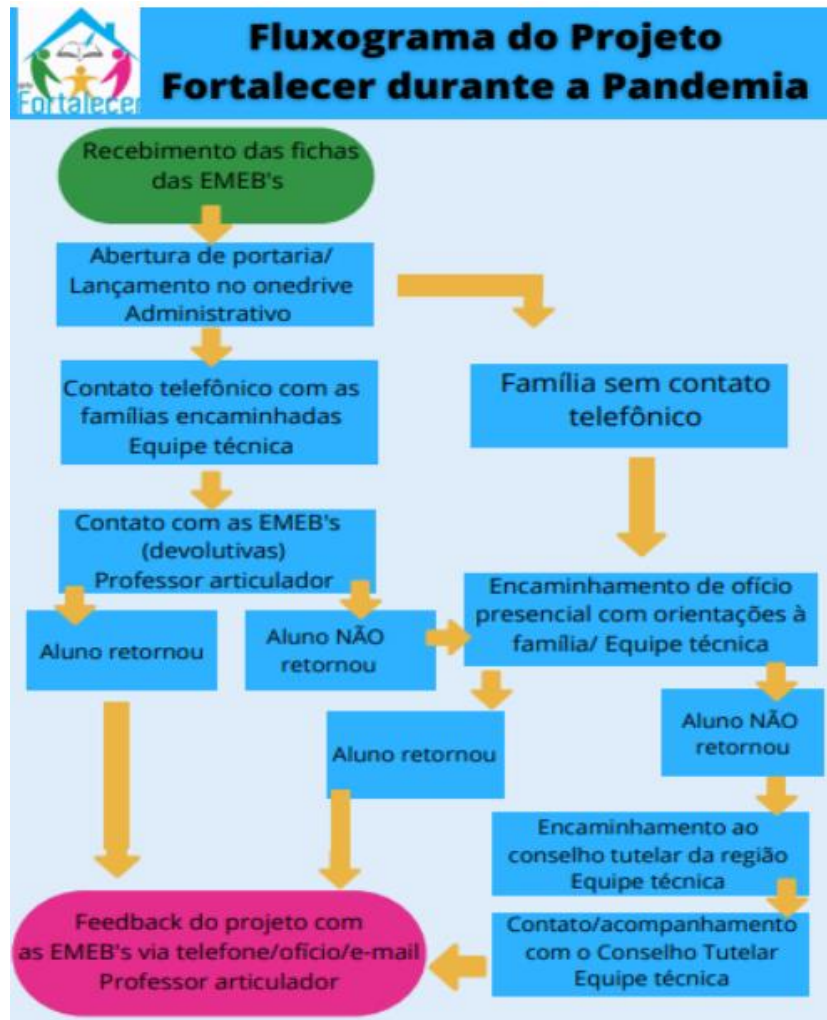 Fortalecer
Fluxograma do Projeto
Fortalecer durante a Pandemia
Recebimento das fichas
das EMEB's
Abertura de portaria/
Lançamento no onedrive
Administrativo
Contato telefônico com as
famílias encaminhadas
Equipe técnica
Família sem contato
telefônico
Contato com as EMEB's
(devolutivas)
Professor articulador
Encaminhamento de ofício
presencial com orientações à
família/ Equipe técnica
Aluno retornou
Aluno NÃO
retornou
Aluno retornou
Aluno NÃO
retornou
Encaminhamento ao
conselho tutelar da região
Equipe técnica
Contato/acompanhamento
com o Conselho Tutelar
Equipe técnica
Feedback do projeto com
as EMEB's via telefone/ofício/e-mail
Professor articulador